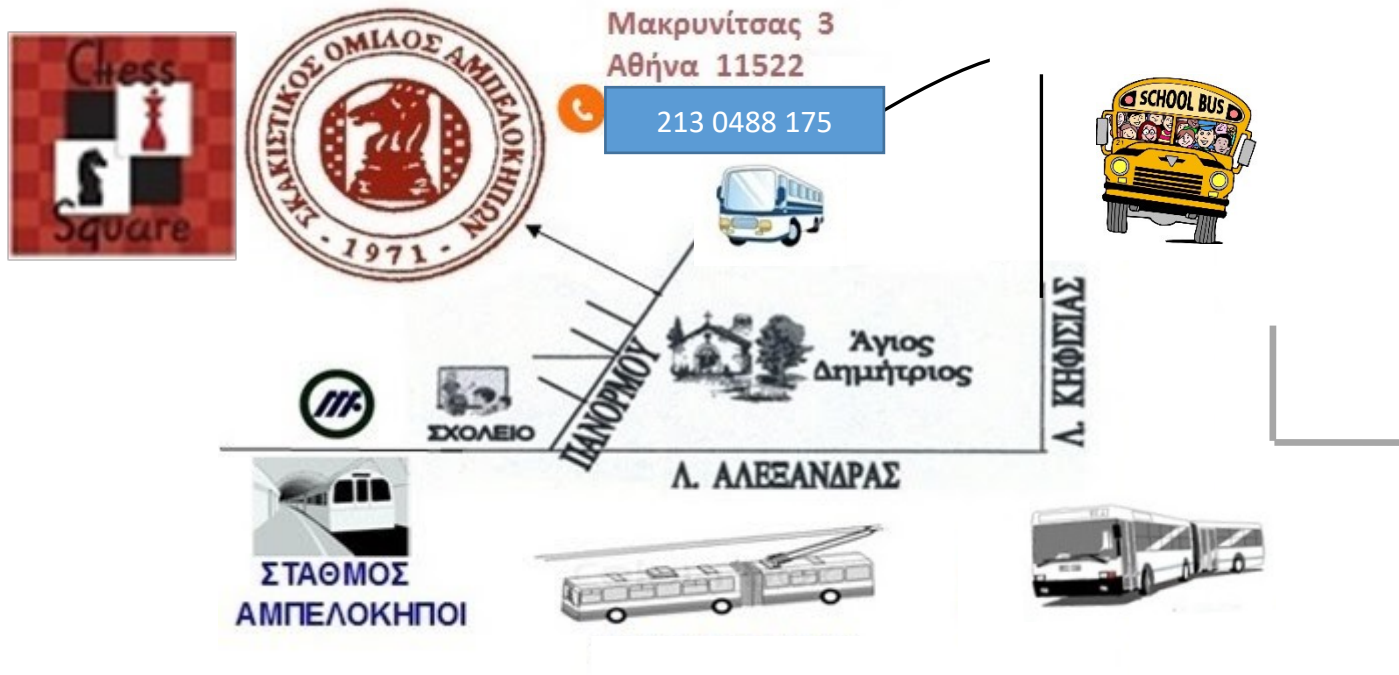 Chess
Square
ΣΚΑΚΙΣΤΙΚΟΣ ΟΜΙΛΟΣ ΑΜΠΕΛΟΚΗΠΩΝ
- 1971 -
Μακρυνίτσας 3
Αθήνα 11522
213 0488 175
SCHOOL BUS
Λ. ΚΗΦΙΣΙΑΣ
Άγιος
Δημήτριος
ΠΑΝΟΡΜΟΥ
ΣΧΟΛΕΙΟ
Λ. ΑΛΕΞΑΝΔΡΑΣ
ΣΤΑΘΜΟΣ
ΑΜΠΕΛΟΚΗΠΟΙ